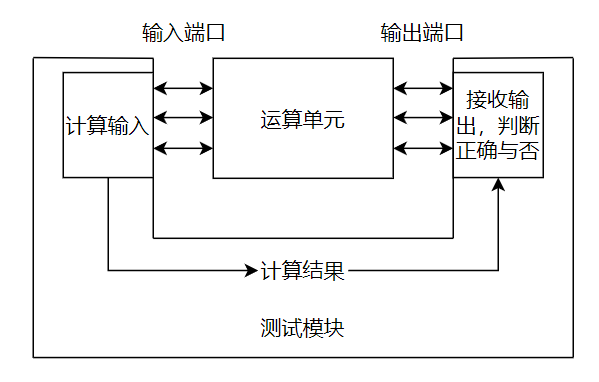 输入端口
输出端口
计算输入
运算单元
接收输
出，判断
正确与否
计算结果
测试模块